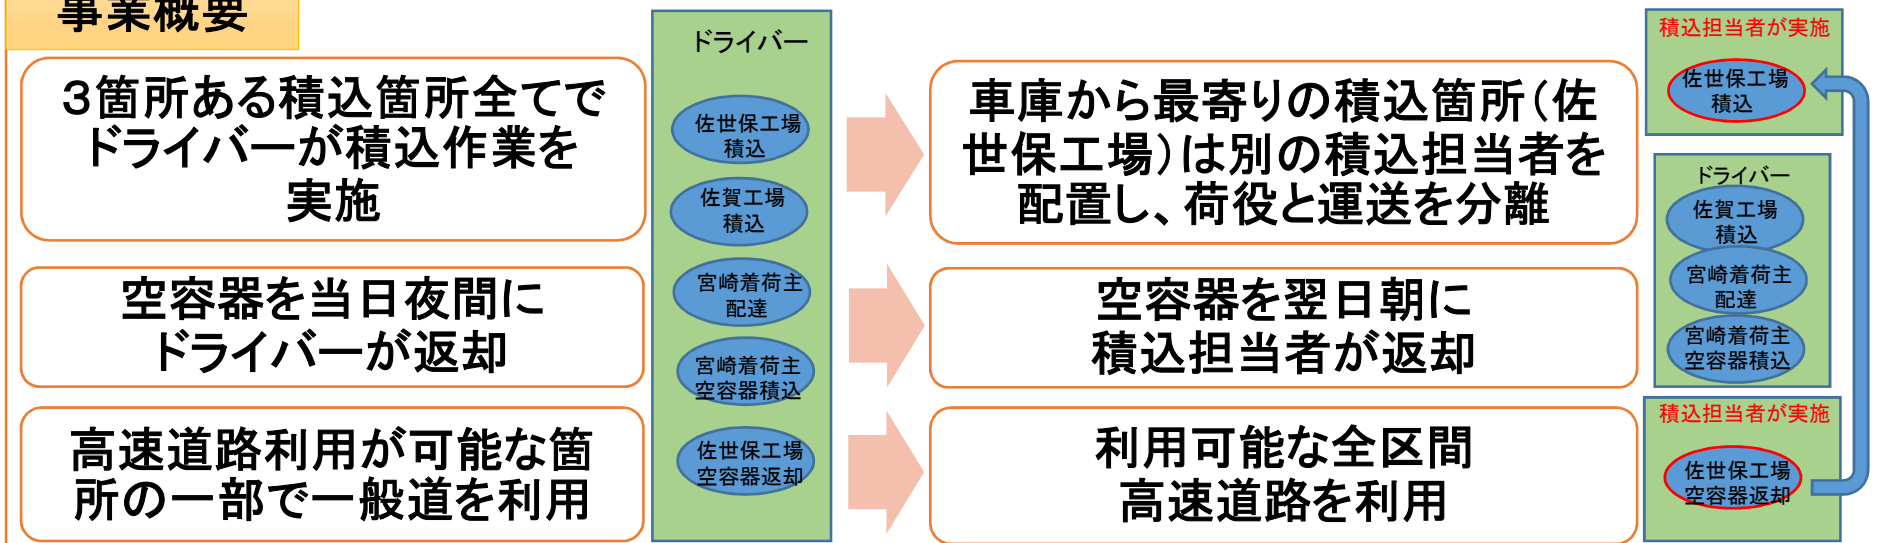 事業概要
3箇所ある積込箇所全てで
ドライバーが積込作業を
実施
空容器を当日夜間に
ドライバーが返却
高速道路利用が可能な箇
所の一部で一般道を利用
ドライバー
佐世保工場
積込
佐賀工場
積込
宮崎着荷主
配達
宮崎着荷主
空容器積込
佐世保工場
空容器返却
車庫から最寄りの積込箇所(佐
世保工場)は別の積込担当者を
配置し、荷役と運送を分離
空容器を翌日朝に
積込担当者が返却
利用可能な全区間
高速道路を利用
積込担当者が実施
佐世保工場
積込
ドライバー
佐賀工場
積込
宮崎着荷主
配達
宮崎着荷主
空容器積込
積込担当者が実施
佐世保工場
空容器返却